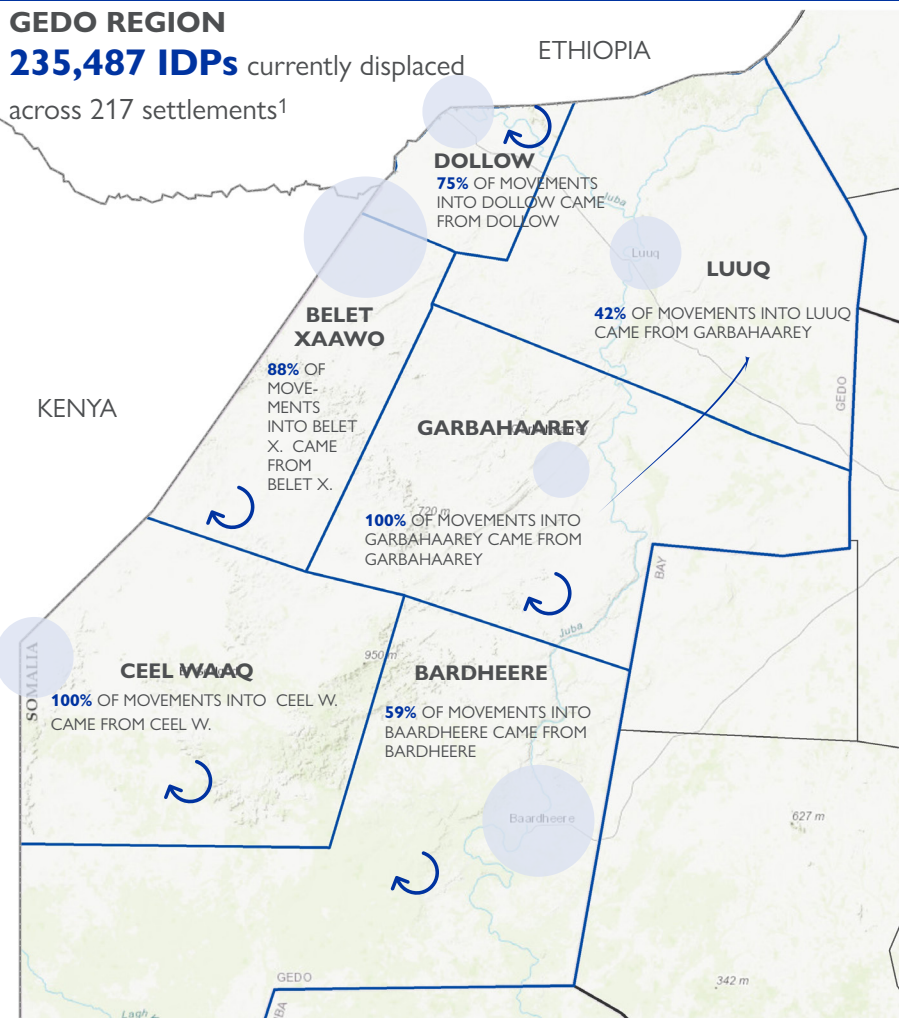 GEDO REGION
235,487 IDPs currently displaced
across 217 settlements¹
ETHIOPIA
DOLLOW
75% OF MOVEMENTS
INTO DOLLOW CAME
FROM DOLLOW
Juba
Luuq
LUUQ
42% OF MOVEMENTS INTO LUUQ
CAME FROM GARBAHAAREY
BELET
XAAWO
88% OF
MOVE-
MENTS
INTO BELET
X. CAME
FROM
BELET X.
KENYA
GEDO
GARBAHAAREY
720 m
100% OF MOVEMENTS INTO
GARBAHAAREY CAME FROM
GARBAHAAREY
BAY
Juba
950 m
SOMALIA
CEEL WAAQ
100% OF MOVEMENTS INTO CEEL W.
CAME FROM CEEL W.
BARDHEERE
59% OF MOVEMENTS INTO
BAARDHEERE CAME FROM
BARDHEERE
Baardheere
627 m
GEDO
342 m
Lagh